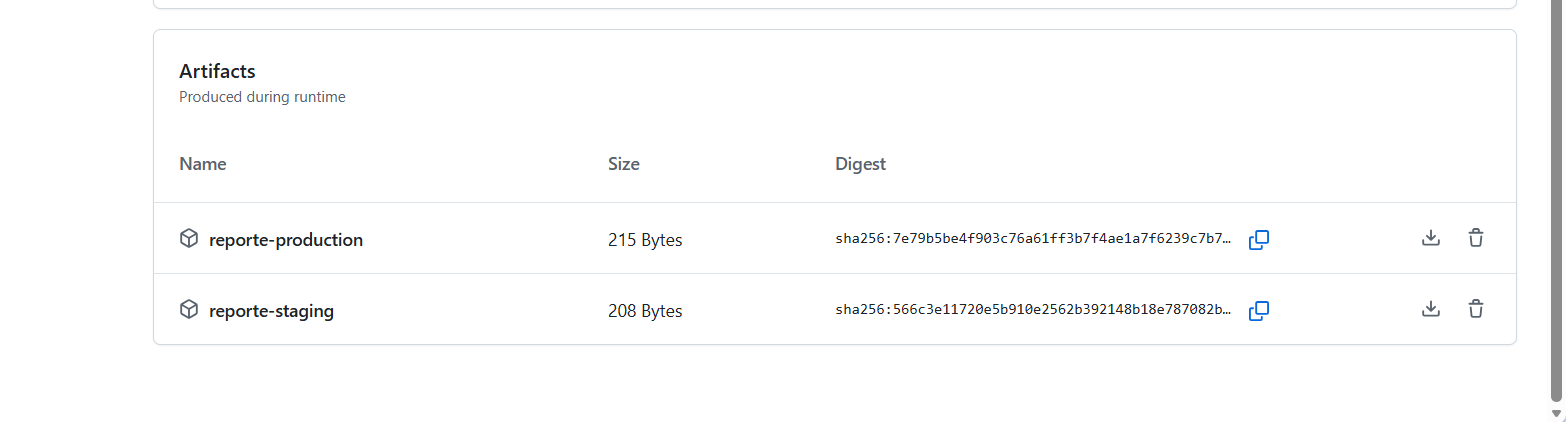 Artifacts
Produced during runtime
Name Size Digest
reporte-production 215 Bytes sha256:7e79b5be4f903c76a61ff3b7f4ae1a7f6239c7b7…
reporte-staging 208 Bytes sha256:566c3e11720e5b910e2562b392148b18e787082b…